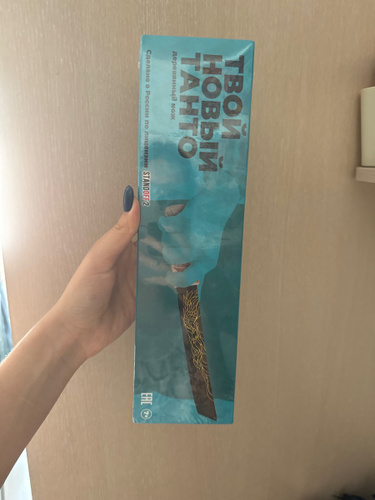 ТВОЙ
НОВЫЙ
ТАНТО
деревянный нож
Сделано в России по лицензии STANDOFF 2
EAC